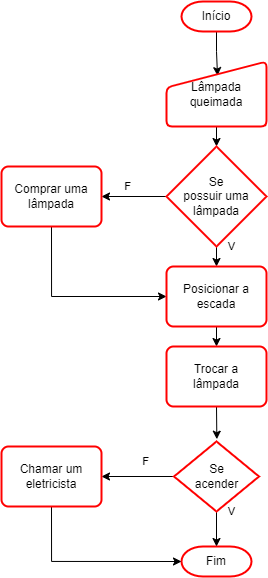 Início
Lâmpada
queimada
Se
possuir uma
lâmpada
F
Comprar uma
lâmpada
V
Posicionar a
escada
Trocar a
lâmpada
Se
acender
F
Chamar um
eletricista
V
Fim